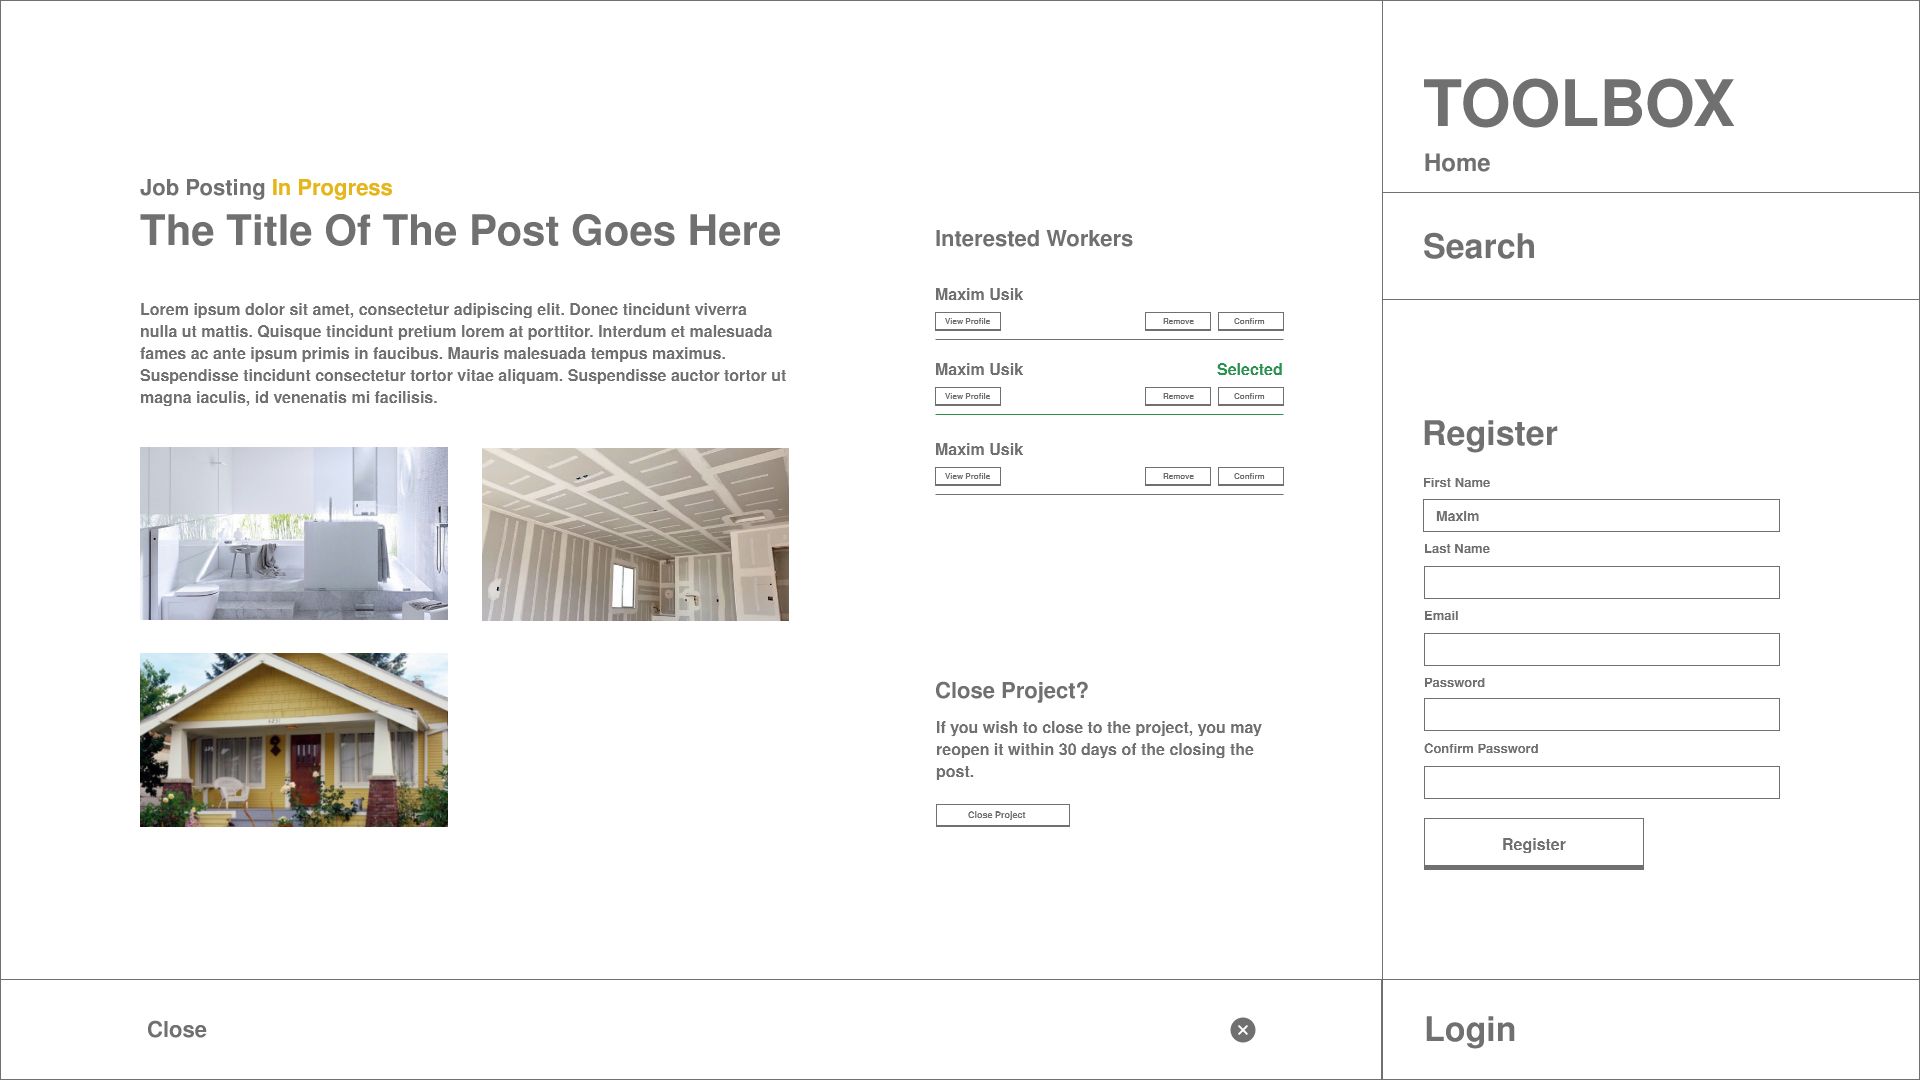 Job Posting In Progress
The Title Of The Post Goes Here
Lorem ipsum dolor sit amet, consectetur adipiscing elit. Donec tincidunt viverra
nulla ut mattis. Quisque tincidunt pretium lorem at porttitor. Interdum et malesuada
fames ac ante ipsum primis in faucibus. Mauris malesuada tempus maximus.
Suspendisse tincidunt consectetur tortor vitae aliquam. Suspendisse auctor tortor ut
magna iaculis, id venenatis mi facilisis.
Interested Workers
Maxim Usik
View Profile Remove Confirm
Maxim Usik Selected
View Profile Remove Confirm
Maxim Usik
View Profile Remove Confirm
Close Project?
If you wish to close to the project, you may
reopen it within 30 days of the closing the
post.
Close Project
Close
TOOLBOX
Home
Search
Register
First Name
Maxim
Last Name
Email
Password
Confirm Password
Register
Login